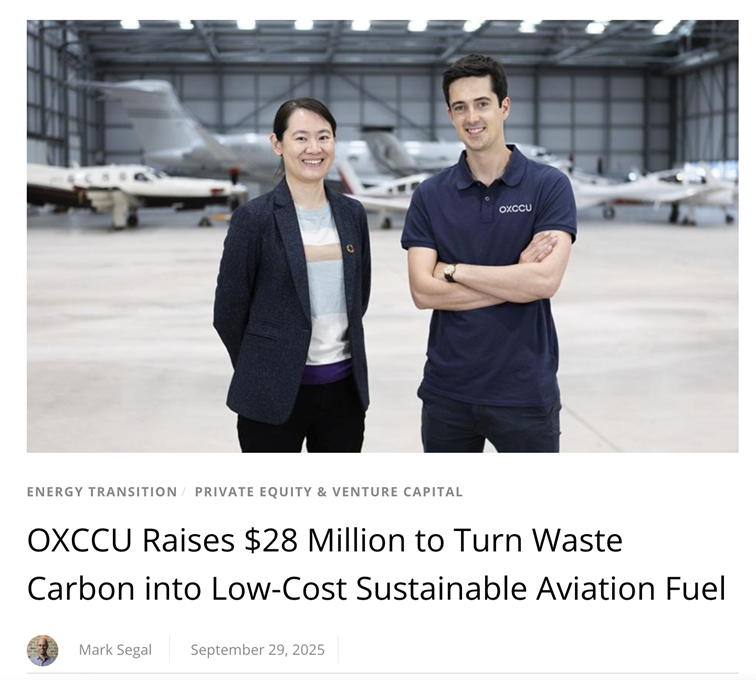 OXCCU
ENERGY TRANSITION / PRIVATE EQUITY & VENTURE CAPITAL
OXCCU Raises $28 Million to Turn Waste
Carbon into Low-Cost Sustainable Aviation Fuel
Mark Segal
September 29, 2025